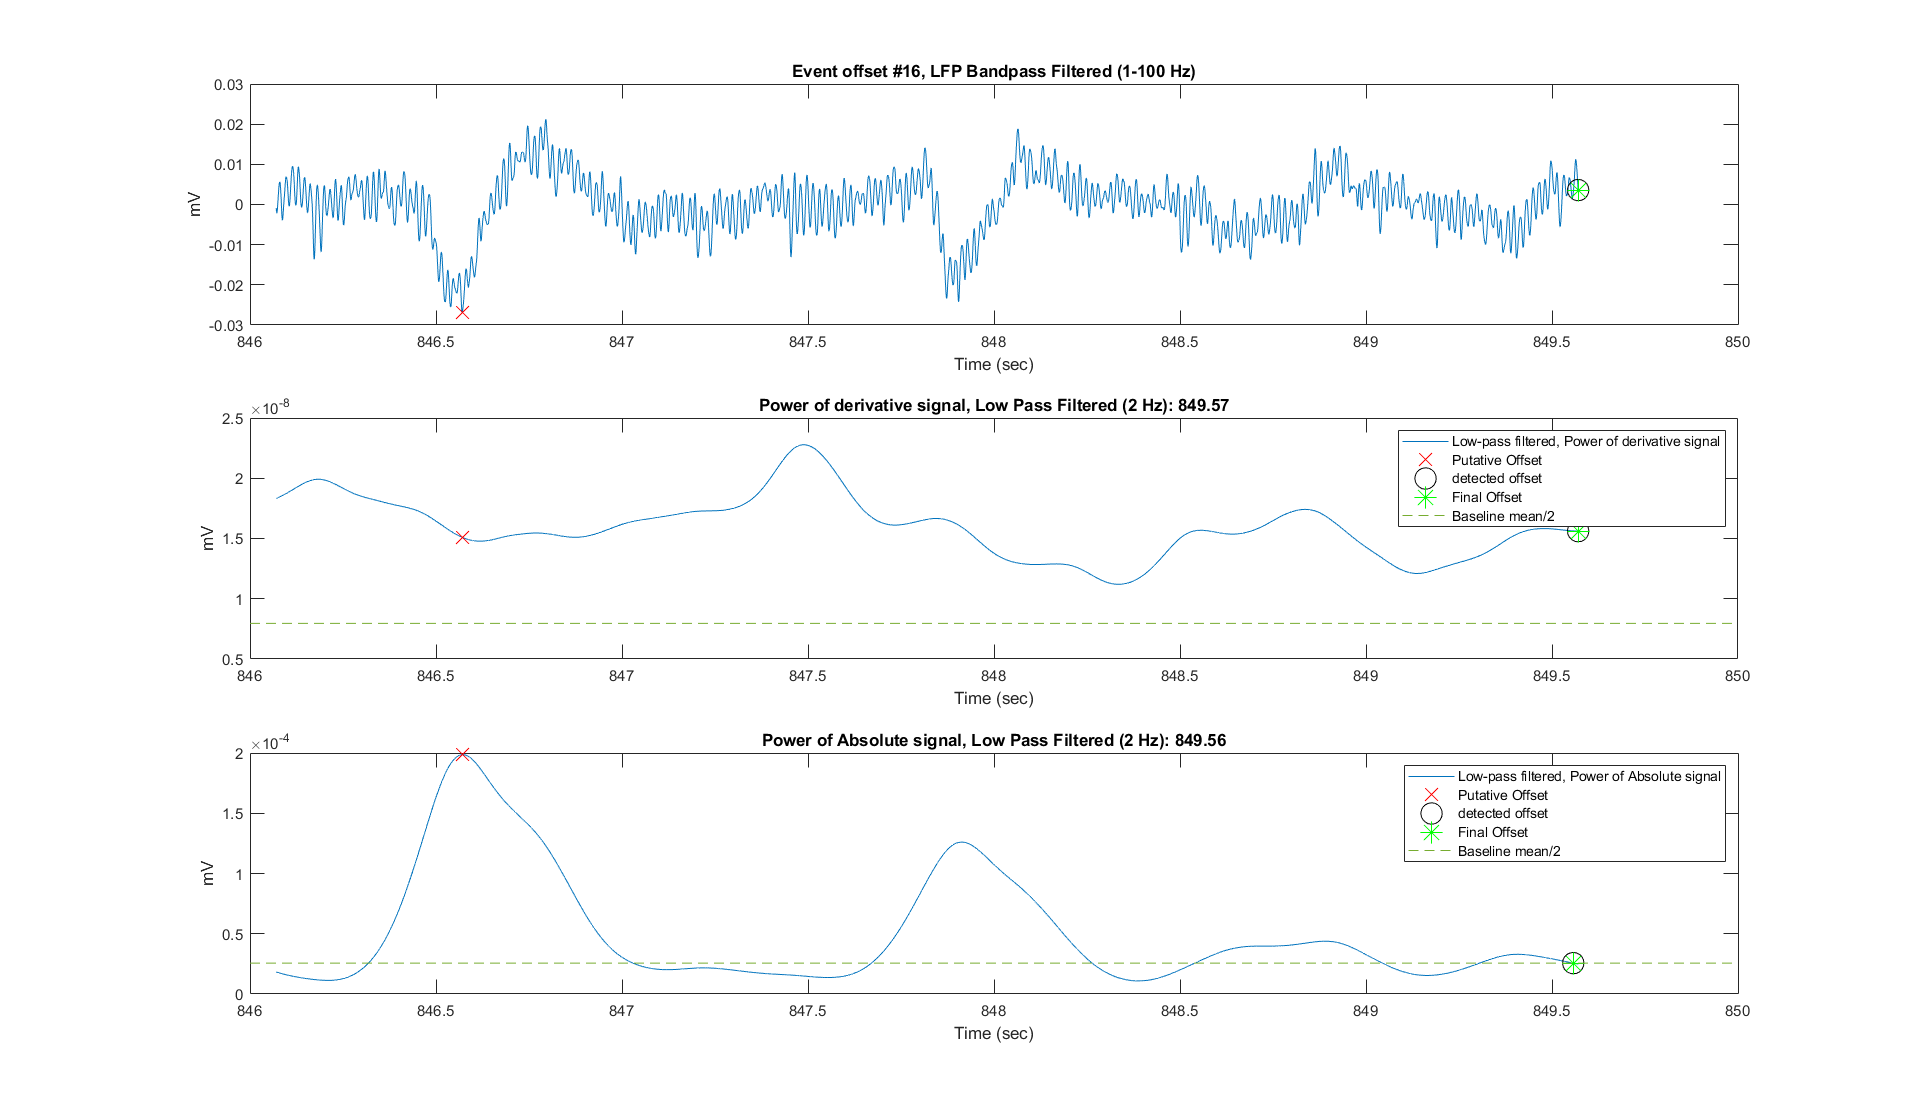 Event offset #16, LFP Bandpass Filtered (1-100 Hz)
0.03
0.02
0.01
0
-0.01
-0.02
-0.03
mV
846
846.5
847
847.5
848
848.5
849
849.5
850
Time (sec)
Power of derivative signal, Low Pass Filtered (2 Hz): 849.57
×10-8
2.5
2
1.5
1
0.5
mV
Low-pass filtered, Power of derivative signal
Putative Offset
detected offset
Final Offset
Baseline mean/2
846
846.5
847
847.5
848
848.5
849
849.5
850
Time (sec)
Power of Absolute signal, Low Pass Filtered (2 Hz): 849.56
×10-4
2
1.5
1
0.5
0
mV
Low-pass filtered, Power of Absolute signal
Putative Offset
detected offset
Final Offset
Baseline mean/2
846
846.5
847
847.5
848
848.5
849
849.5
850
Time (sec)